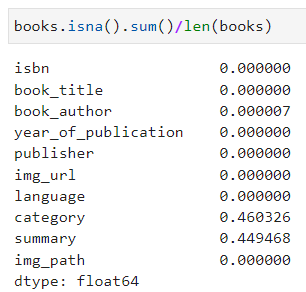 books.isna().sum()/len(books)
isbn 0.000000
book_title 0.000000
book_author 0.000007
year_of_publication 0.000000
publisher 0.000000
img_url 0.000000
language 0.000000
category 0.460326
summary 0.449468
img_path 0.000000
dtype: float64